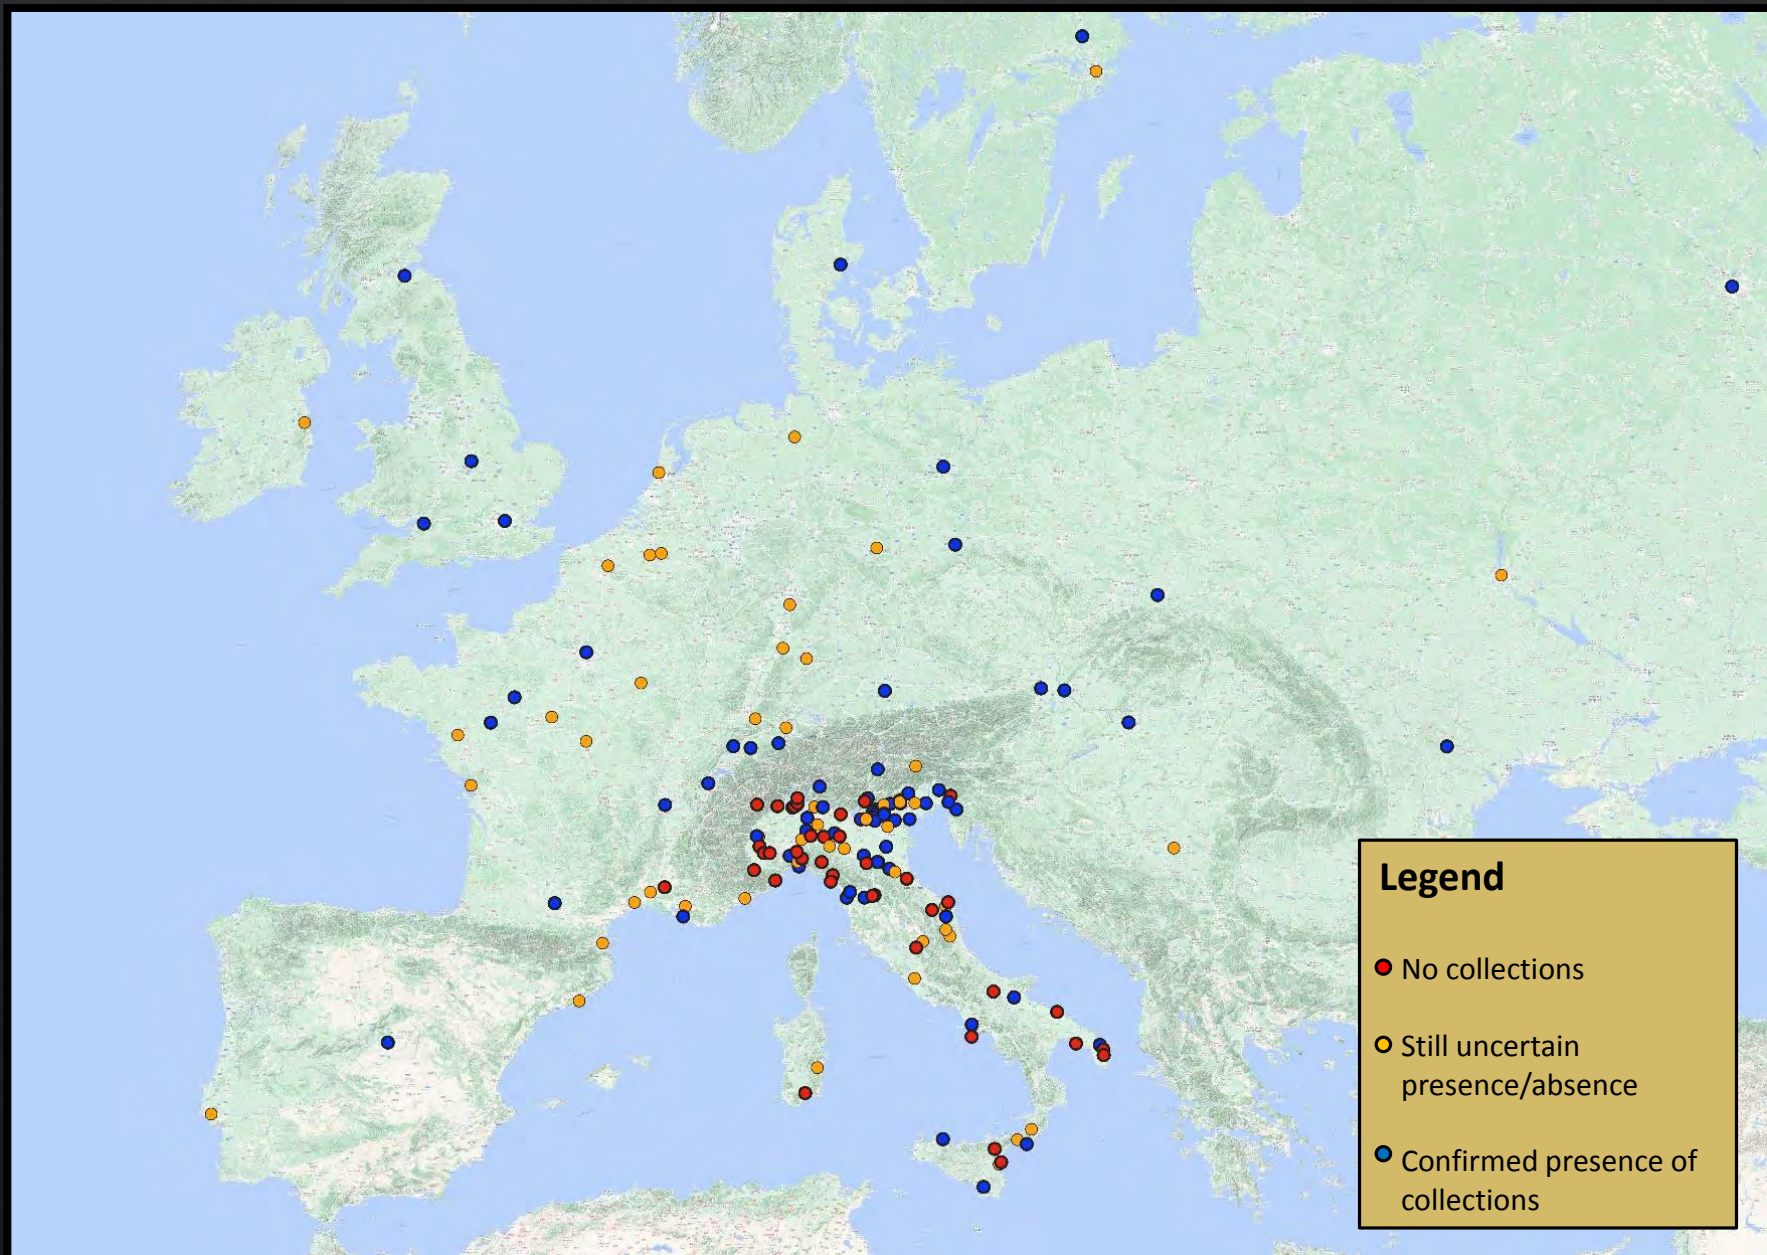 Legend
No collections
Still uncertain
presence/absence
Confirmed presence of
collections